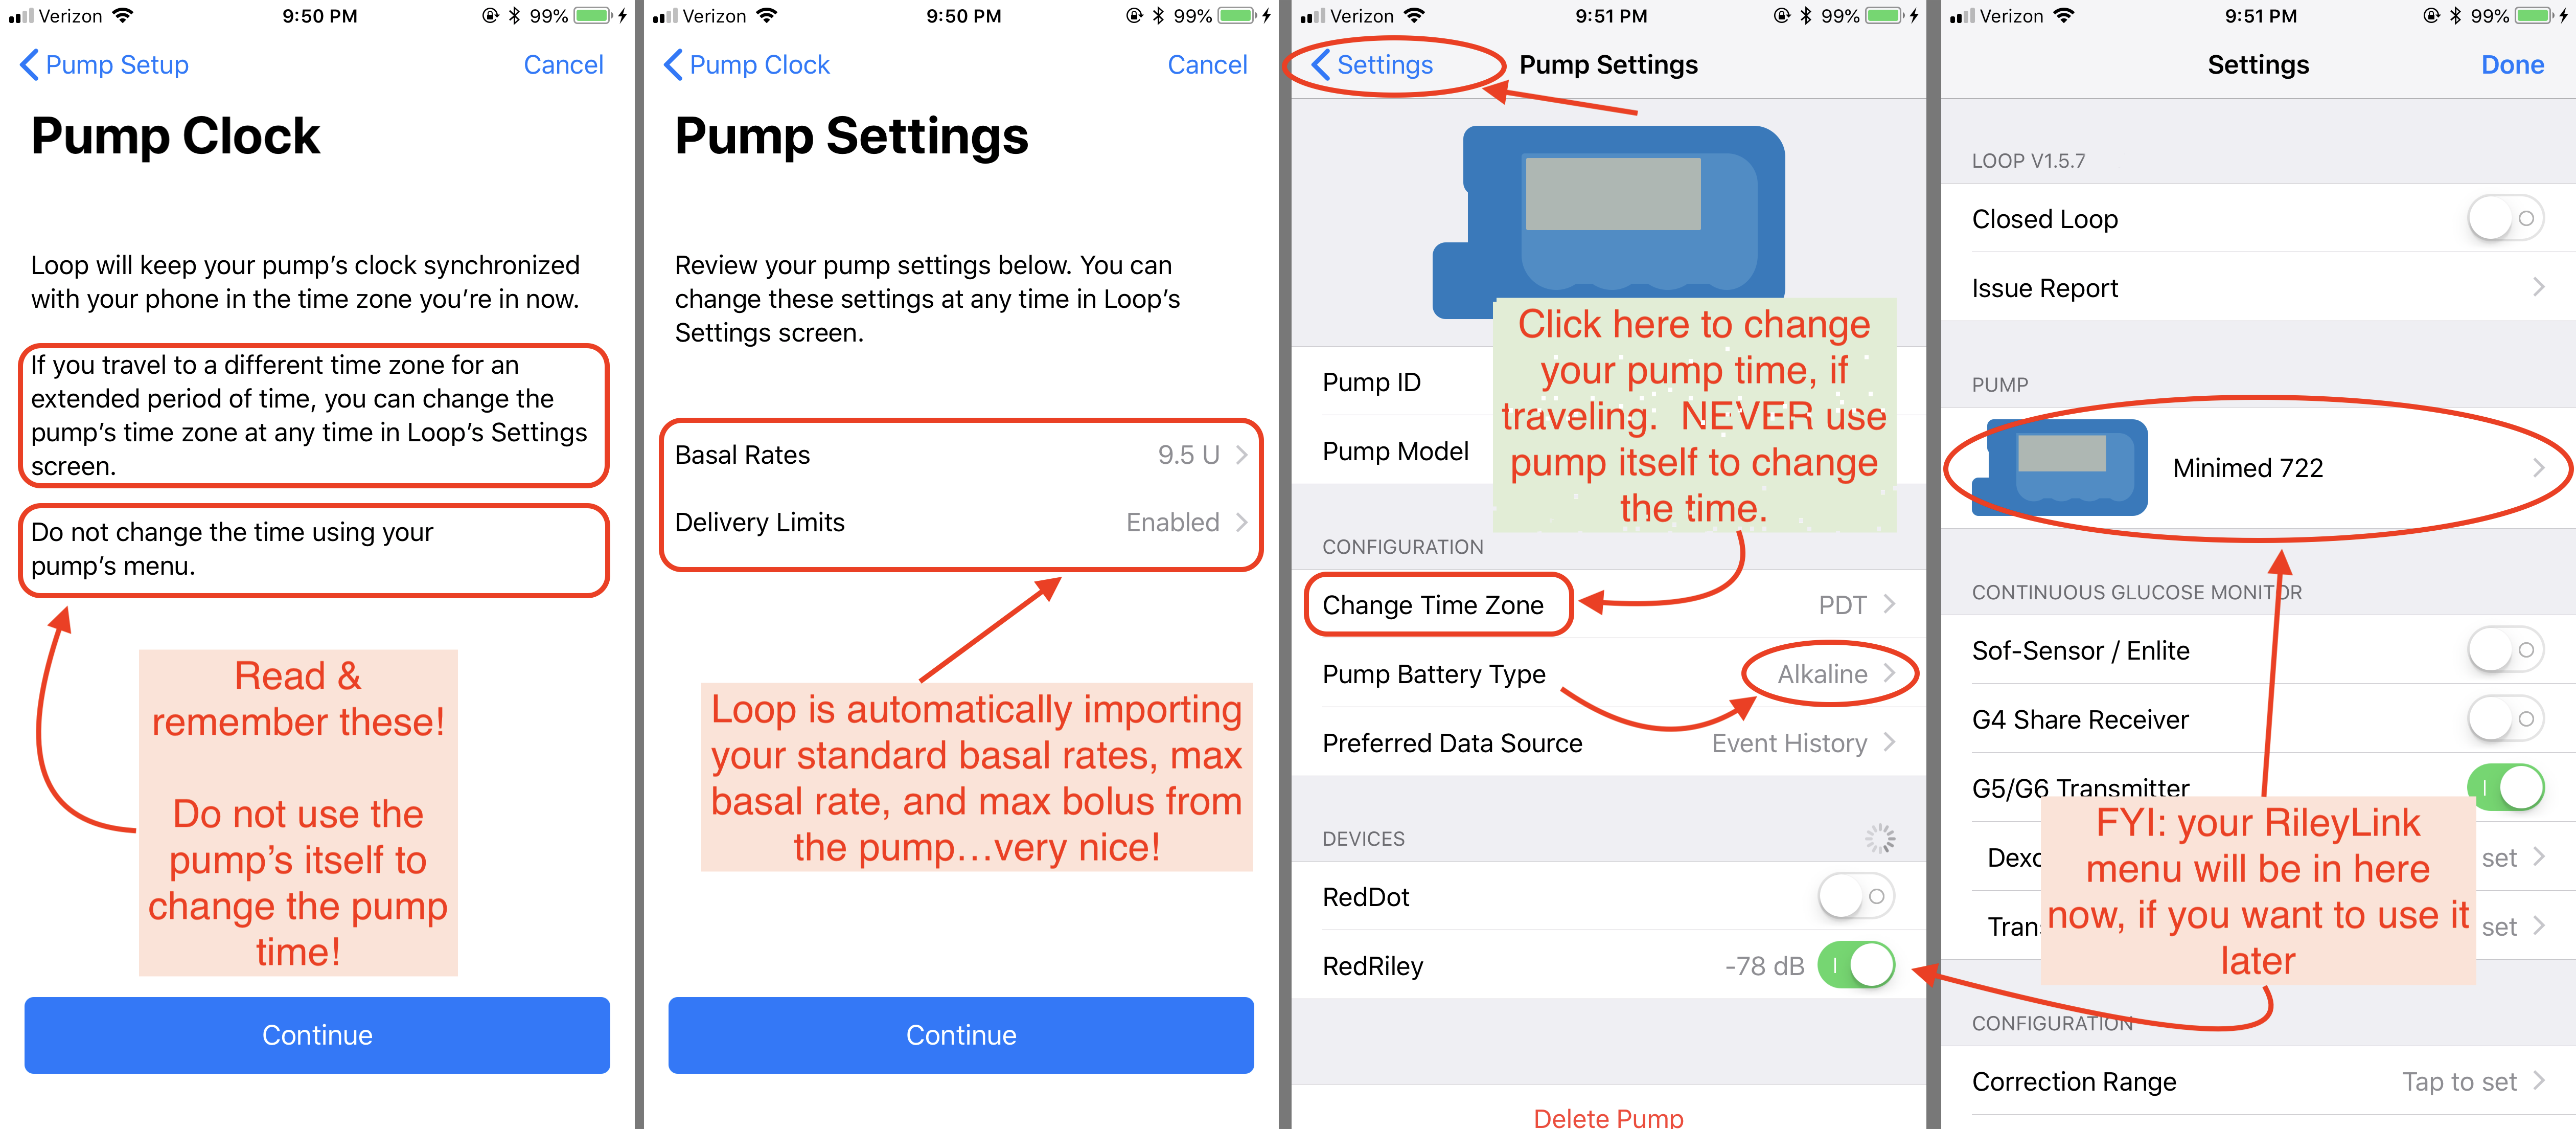 Verizon 9:50 PM 99%
Pump Setup Cancel
Pump Clock
Loop will keep your pump's clock synchronized
with your phone in the time zone you're in now.
If you travel to a different time zone for an
extended period of time, you can change the
pump's time zone at any time in Loop's Settings
screen.
Do not change the time using your
pump's menu.
Read &
remember these!
Do not use the
pump's itself to
change the pump
time!
Continue
Verizon 9:50 PM 99%
Pump Clock Cancel
Pump Settings
Review your pump settings below. You can
change these settings at any time in Loop's
Settings screen.
Basal Rates 9.5 U
Delivery Limits Enabled
Loop is automatically importing
your standard basal rates, max
basal rate, and max bolus from
the pump...very nice!
Continue
Verizon 9:51 PM 99%
Settings Pump Settings
Click here to change
your pump time, if
traveling. NEVER use
pump itself to change
the time.
Pump ID
Pump Model
CONFIGURATION
Change Time Zone PDT
Pump Battery Type Alkaline
Preferred Data Source Event History
DEVICES
RedDot
RedRiley -78 dB
Delete Pump
Verizon 9:51 PM 99%
Settings Done
LOOP V1.5.7
Closed Loop
Issue Report
PUMP
Minimed 722
CONTINUOUS GLUCOSE MONITOR
Sof-Sensor / Enlite
G4 Share Receiver
G5/G6 Transmitter
set
set
FYI: your RileyLink
menu will be in here
now, if you want to use it
later
CONFIGURATION
Correction Range Tap to set